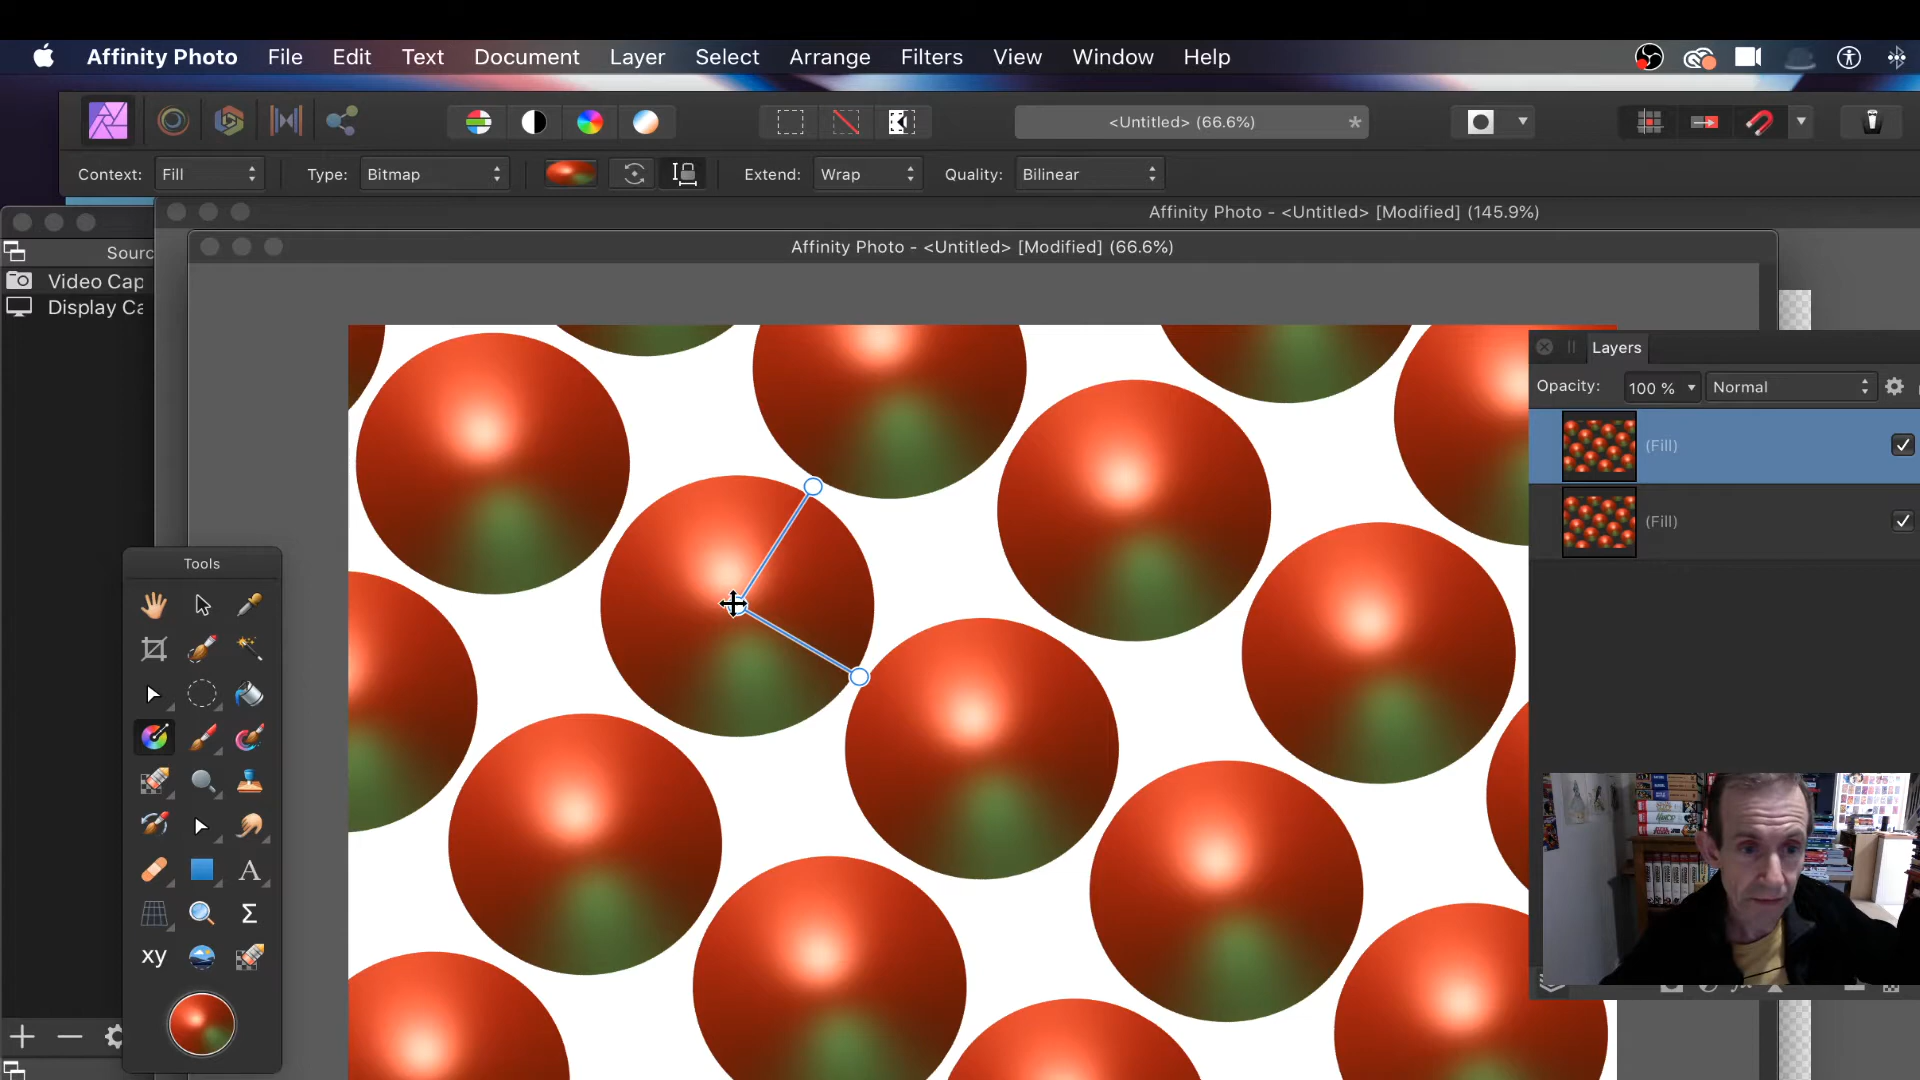 Affinity Photo File Edit Text Document Layer Select Arrange Filters View Window Help
<Untitled> (66.6%) *
Context: Fill Type: Bitmap Extend: Wrap Quality: Bilinear
Affinity Photo - <Untitled> [Modified] (145.9%)
Affinity Photo - <Untitled> [Modified] (66.6%)
Sourc
Video Cap
Display Ca
Layers
Opacity: 100 % Normal
(Fill)
(Fill)
Tools
A
Σ
xy